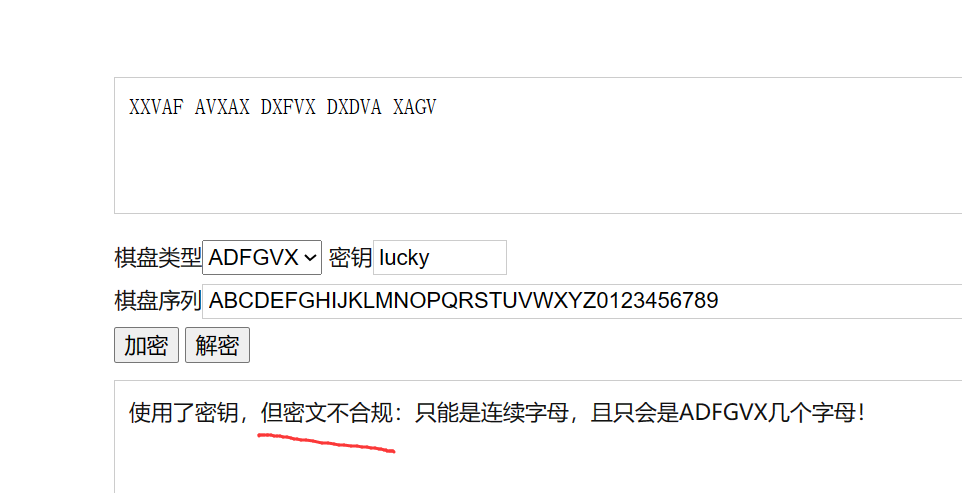 XXVAF AVXAX DXFVX DXDVA XAGV
棋盘类型 ADFGVX 密钥 lucky
棋盘序列 ABCDEFGHIJKLMNOPQRSTUVWXYZ0123456789
加密 解密
使用了密钥，但密文不合规：只能是连续字母，且只会是ADFGVX几个字母！